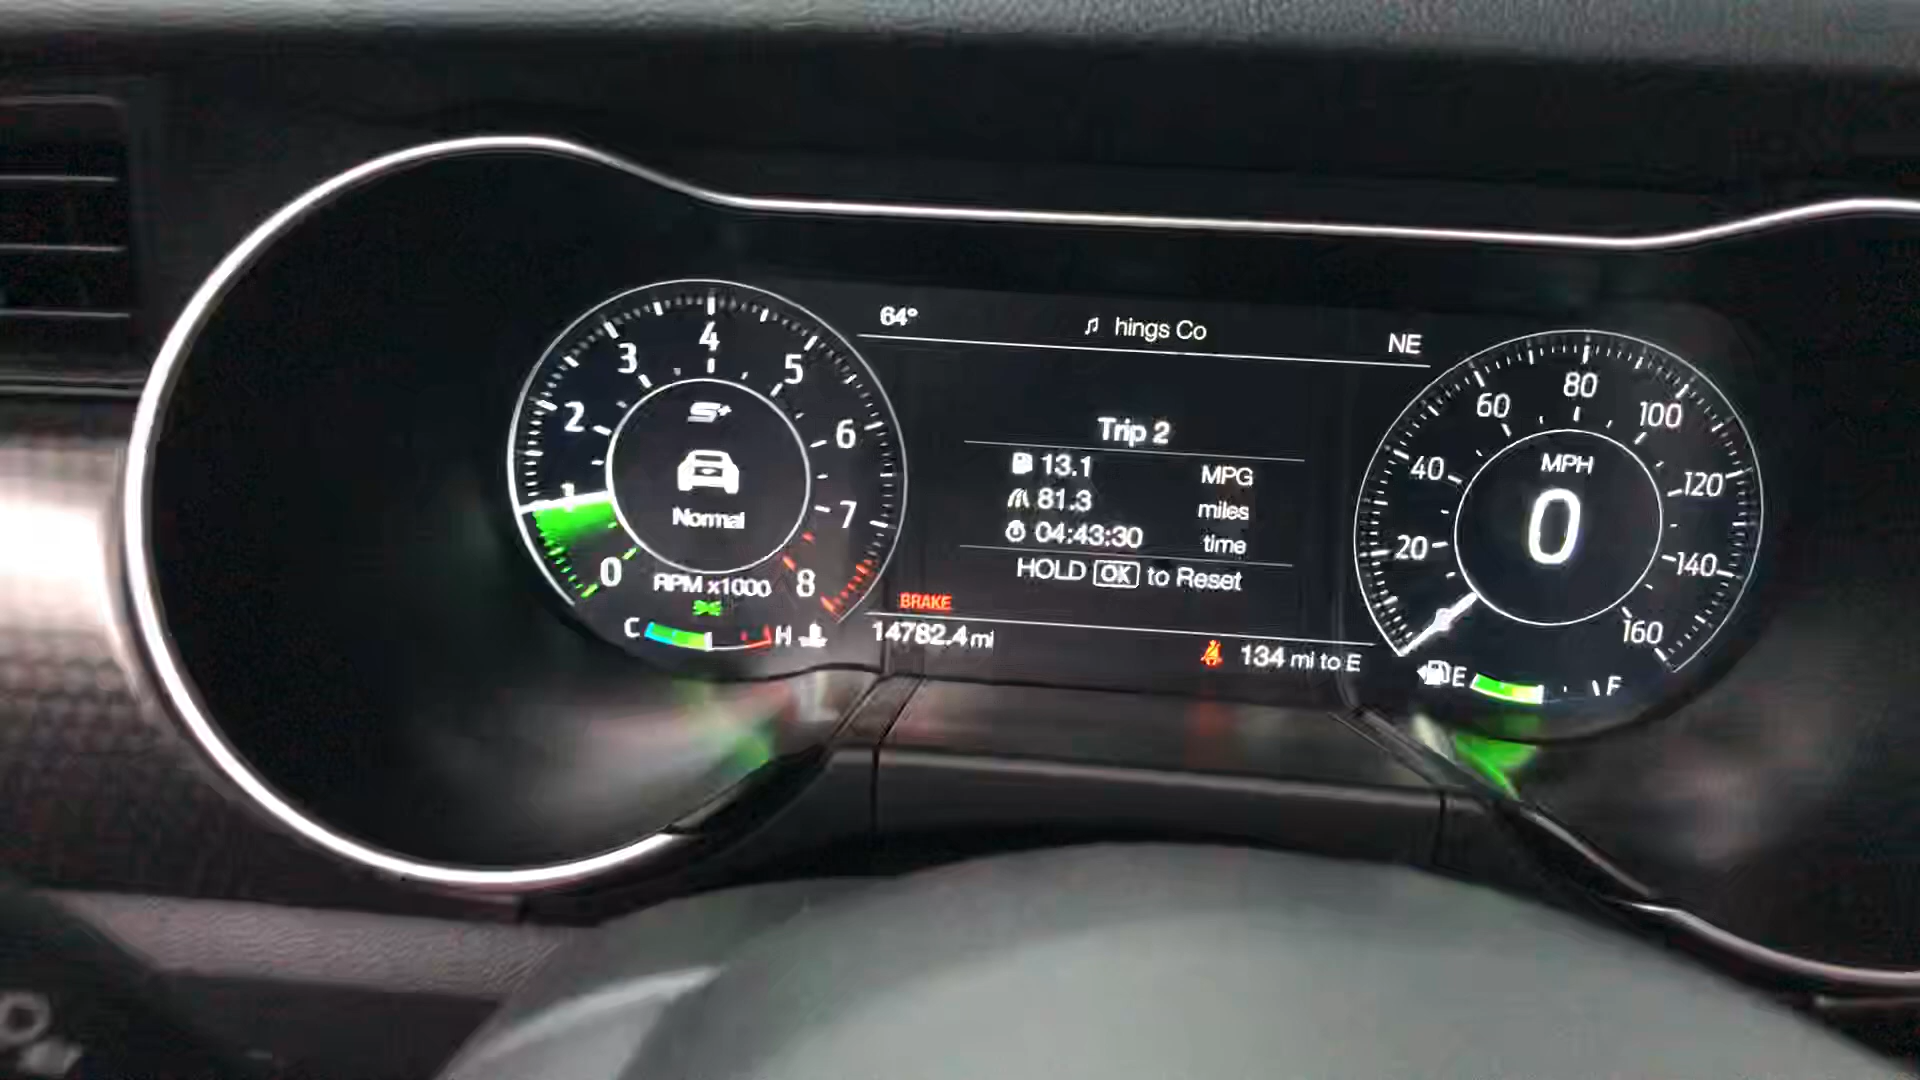 64°
hings Co
NE
0
1
2
3
4
5
6
7
8
S+
Normal
RPM x1000
C
H
Trip 2
13.1 MPG
81.3 miles
04:43:30 time
HOLD OK to Reset
BRAKE
14782.4 mi
134 mi to E
20
40
60
80
100
120
140
160
MPH
0
E
F